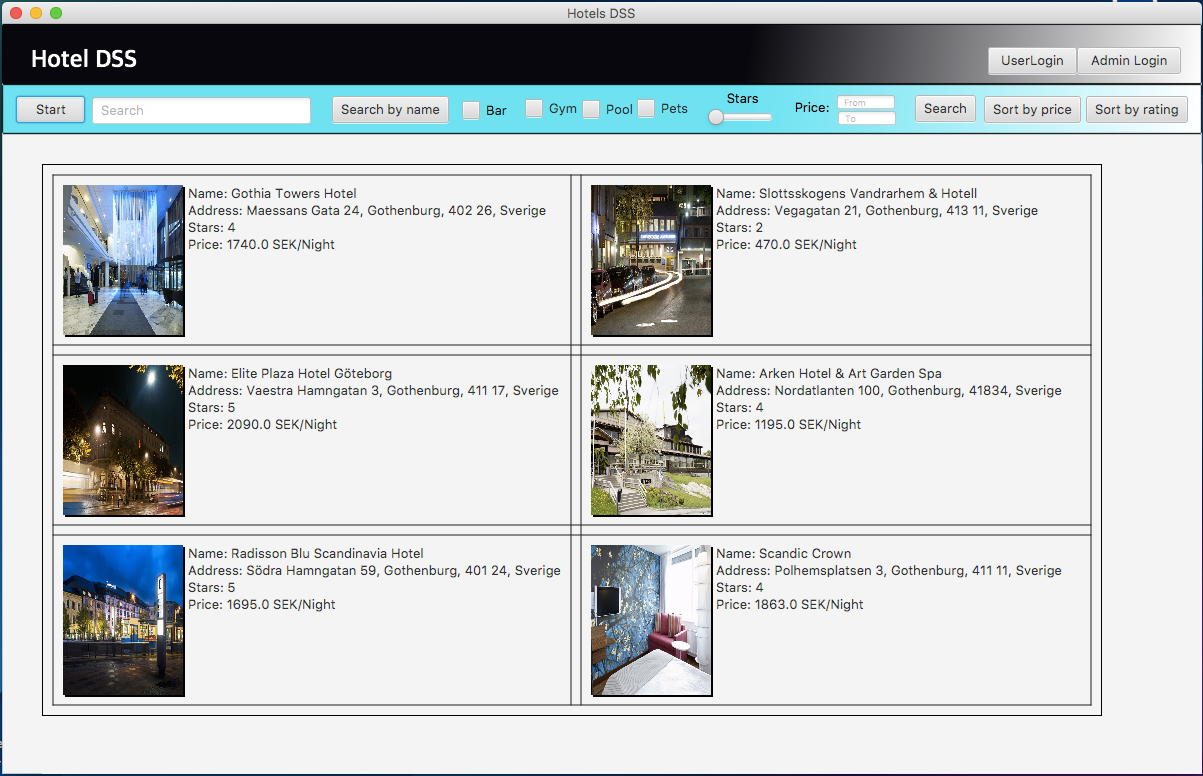 Hotels DSS
Hotel DSS
UserLogin
Admin Login
Start
Search
Search by name
Bar
Gym
Pool
Pets
Stars
Price:
From
To
Search
Sort by price
Sort by rating
Name: Gothia Towers Hotel
Address: Maessans Gata 24, Gothenburg, 402 26, Sverige
Stars: 4
Price: 1740.0 SEK/Night
Name: Slottsskogens Vandrarhem & Hotell
Address: Vegagatan 21, Gothenburg, 413 11, Sverige
Stars: 2
Price: 470.0 SEK/Night
Name: Elite Plaza Hotel Göteborg
Address: Vaestra Hamngatan 3, Gothenburg, 411 17, Sverige
Stars: 5
Price: 2090.0 SEK/Night
Name: Arken Hotel & Art Garden Spa
Address: Nordatlanten 100, Gothenburg, 41834, Sverige
Stars: 4
Price: 1195.0 SEK/Night
Name: Radisson Blu Scandinavia Hotel
Address: Södra Hamngatan 59, Gothenburg, 401 24, Sverige
Stars: 5
Price: 1695.0 SEK/Night
Name: Scandic Crown
Address: Polhemsplatsen 3, Gothenburg, 411 11, Sverige
Stars: 4
Price: 1863.0 SEK/Night